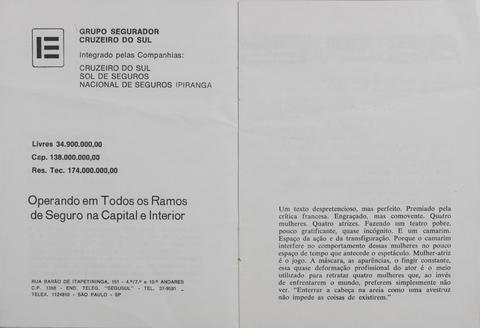 GRUPO SEGURADOR
CRUZEIRO DO SUL
Integrado pelas Companhias:
CRUZEIRO DO SUL
SOL DE SEGUROS
NACIONAL DE SEGUROS IPIRANGA
Livres 34.900.000,00
Cap. 138.000.000,00
Res. Tec. 174.000.000,00
Operando em Todos os Ramos
de Seguro na Capital e Interior
RUA BARÃO DE ITAPETININGA, 151 - 4.º/7.º e 10.º ANDARES
C.P. 1388 - END. TELEG. "SEGUSUL" - TEL. 37-9531
TELEX. 1124910 - SÃO PAULO - SP
Um texto despretencioso, mas perfeito. Premiado pela
crítica francesa. Engraçado, mas comovente. Quatro
mulheres. Quatro atrizes. Fazendo um teatro pobre,
pouco gratificante, quase incógnito. E um camarim.
Espaço da ação e da transfiguração. Porque o camarim
interfere no comportamento dessas mulheres no pouco
espaço de tempo que antecede o espetáculo. Mulher-atriz
é o jogo. A máscara, as aparências, o fingir constante,
essa quase deformação profissional do ator é o meio
utilizado para retratar quatro mulheres que, ao invés
de enfrentarem o mundo, preferem simplesmente não
ver. "Enterrar a cabeça na areia como uma avestruz
não impede as coisas de existirem."